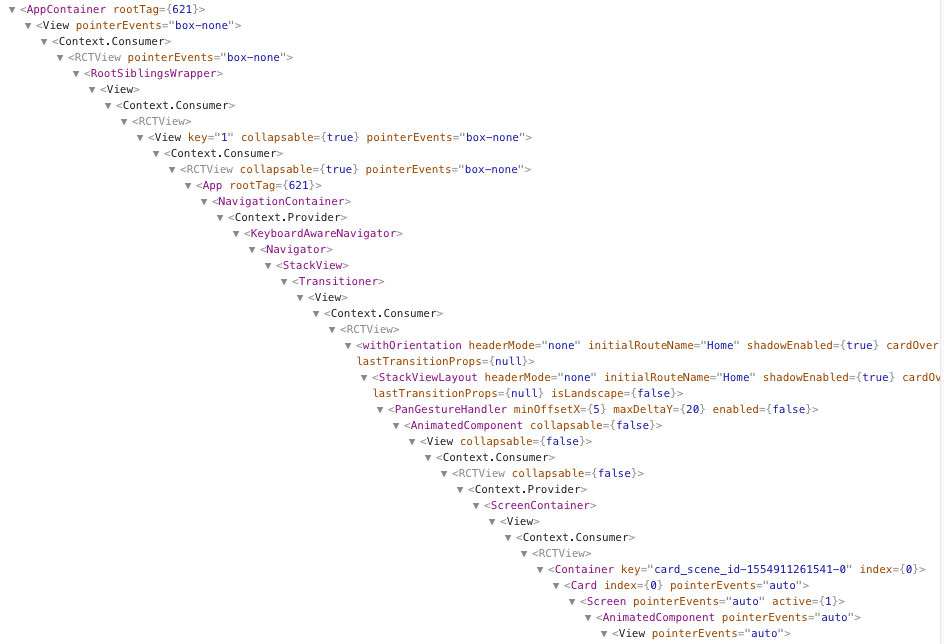 <AppContainer rootTag={621}>
<View pointerEvents="box-none">
<Context.Consumer>
<RCTView pointerEvents="box-none">
<RootSiblingsWrapper>
<View>
<Context.Consumer>
<RCTView>
<View key="1" collapsable={true} pointerEvents="box-none">
<Context.Consumer>
<RCTView collapsable={true} pointerEvents="box-none">
<App rootTag={621}>
<NavigationContainer>
<Context.Provider>
<KeyboardAwareNavigator>
<Navigator>
<StackView>
<Transitioner>
<View>
<Context.Consumer>
<RCTView>
<withOrientation headerMode="none" initialRouteName="Home" shadowEnabled={true} cardOver
lastTransitionProps={null}>
<StackViewLayout headerMode="none" initialRouteName="Home" shadowEnabled={true} cardOv
lastTransitionProps={null} isLandscape={false}>
<PanGestureHandler minOffsetX={5} maxDeltaY={20} enabled={false}>
<AnimatedComponent collapsable={false}>
<View collapsable={false}>
<Context.Consumer>
<RCTView collapsable={false}>
<Context.Provider>
<ScreenContainer>
<View>
<Context.Consumer>
<RCTView>
<Container key="card_scene_id-1554911261541-0" index={0}>
<Card index={0} pointerEvents="auto">
<Screen pointerEvents="auto" active={1}>
<AnimatedComponent pointerEvents="auto">
<View pointerEvents="auto">